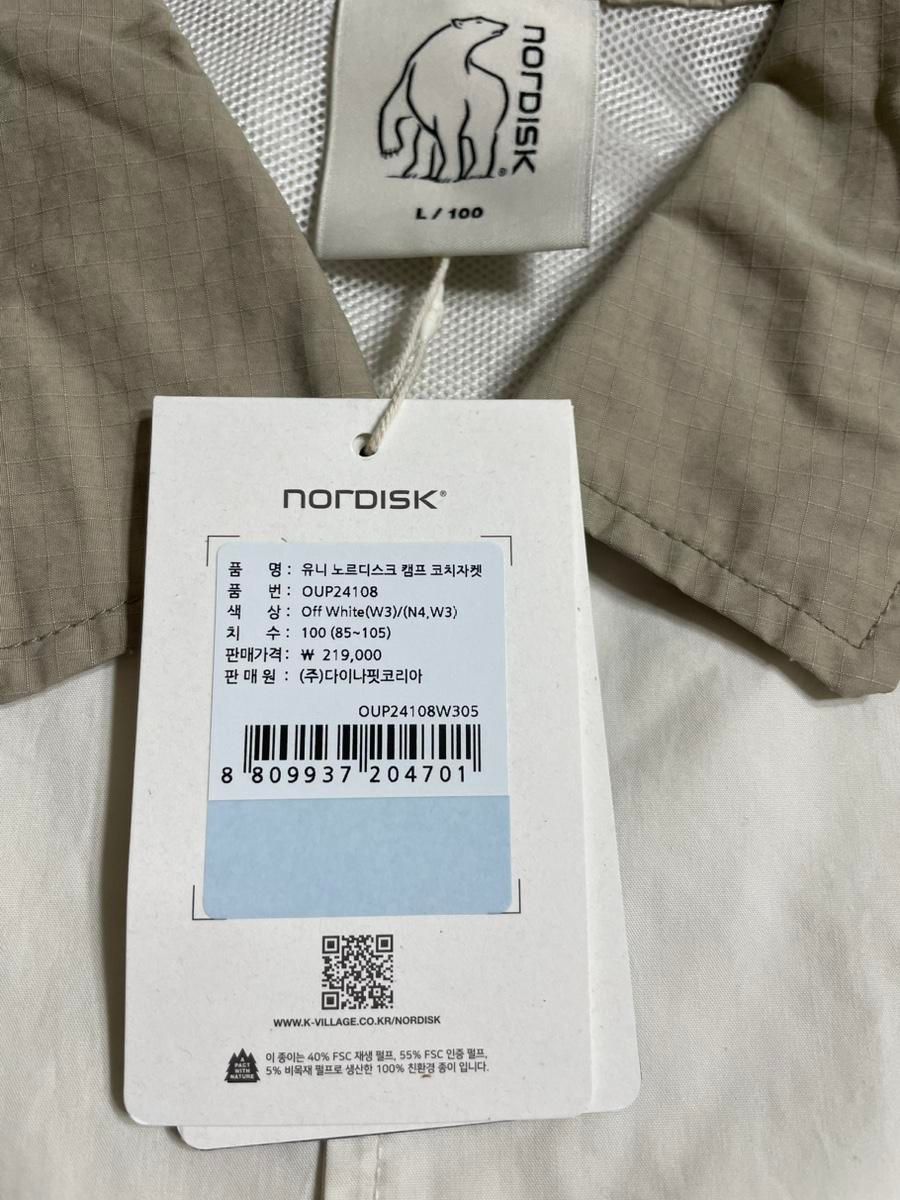 NORDISK®
L / 100
NORDISK®
품 명 : 유니 노르디스크 캠프 코치자켓
품 번 : OUP24108
색 상 : Off White(W3)/(N4,W3)
치 수 : 100 (85~105)
판매가격 : ₩ 219,000
판 매 원 : (주)다이나핏코리아
OUP24108W305
8 809937 204701
WWW.K-VILLAGE.CO.KR/NORDISK
A PACT WITH NATURE
이 종이는 40% FSC 재생 펄프, 55% FSC 인증 펄프,
5% 비목재 펄프로 생산한 100% 친환경 종이 입니다.